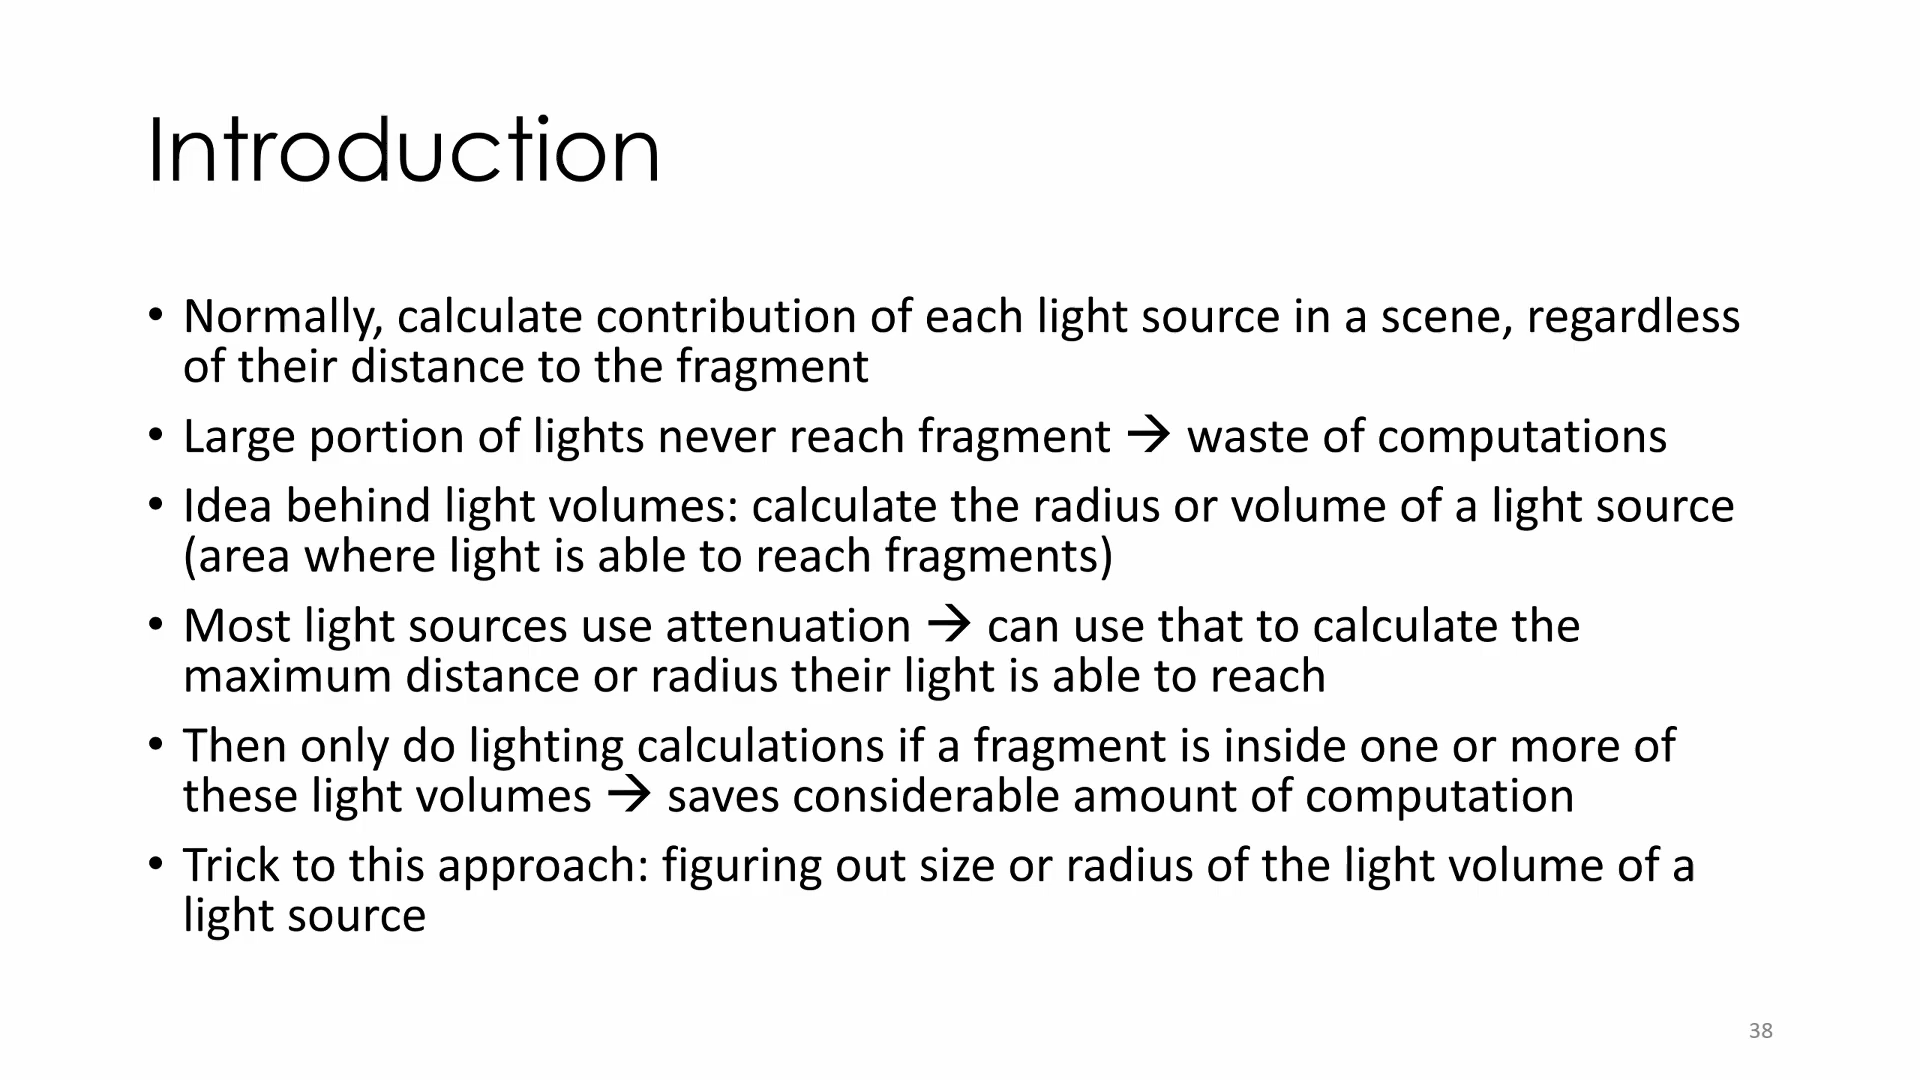 Introduction
• Normally, calculate contribution of each light source in a scene, regardless
of their distance to the fragment
• Large portion of lights never reach fragment → waste of computations
• Idea behind light volumes: calculate the radius or volume of a light source
(area where light is able to reach fragments)
• Most light sources use attenuation → can use that to calculate the
maximum distance or radius their light is able to reach
• Then only do lighting calculations if a fragment is inside one or more of
these light volumes → saves considerable amount of computation
• Trick to this approach: figuring out size or radius of the light volume of a
light source
38